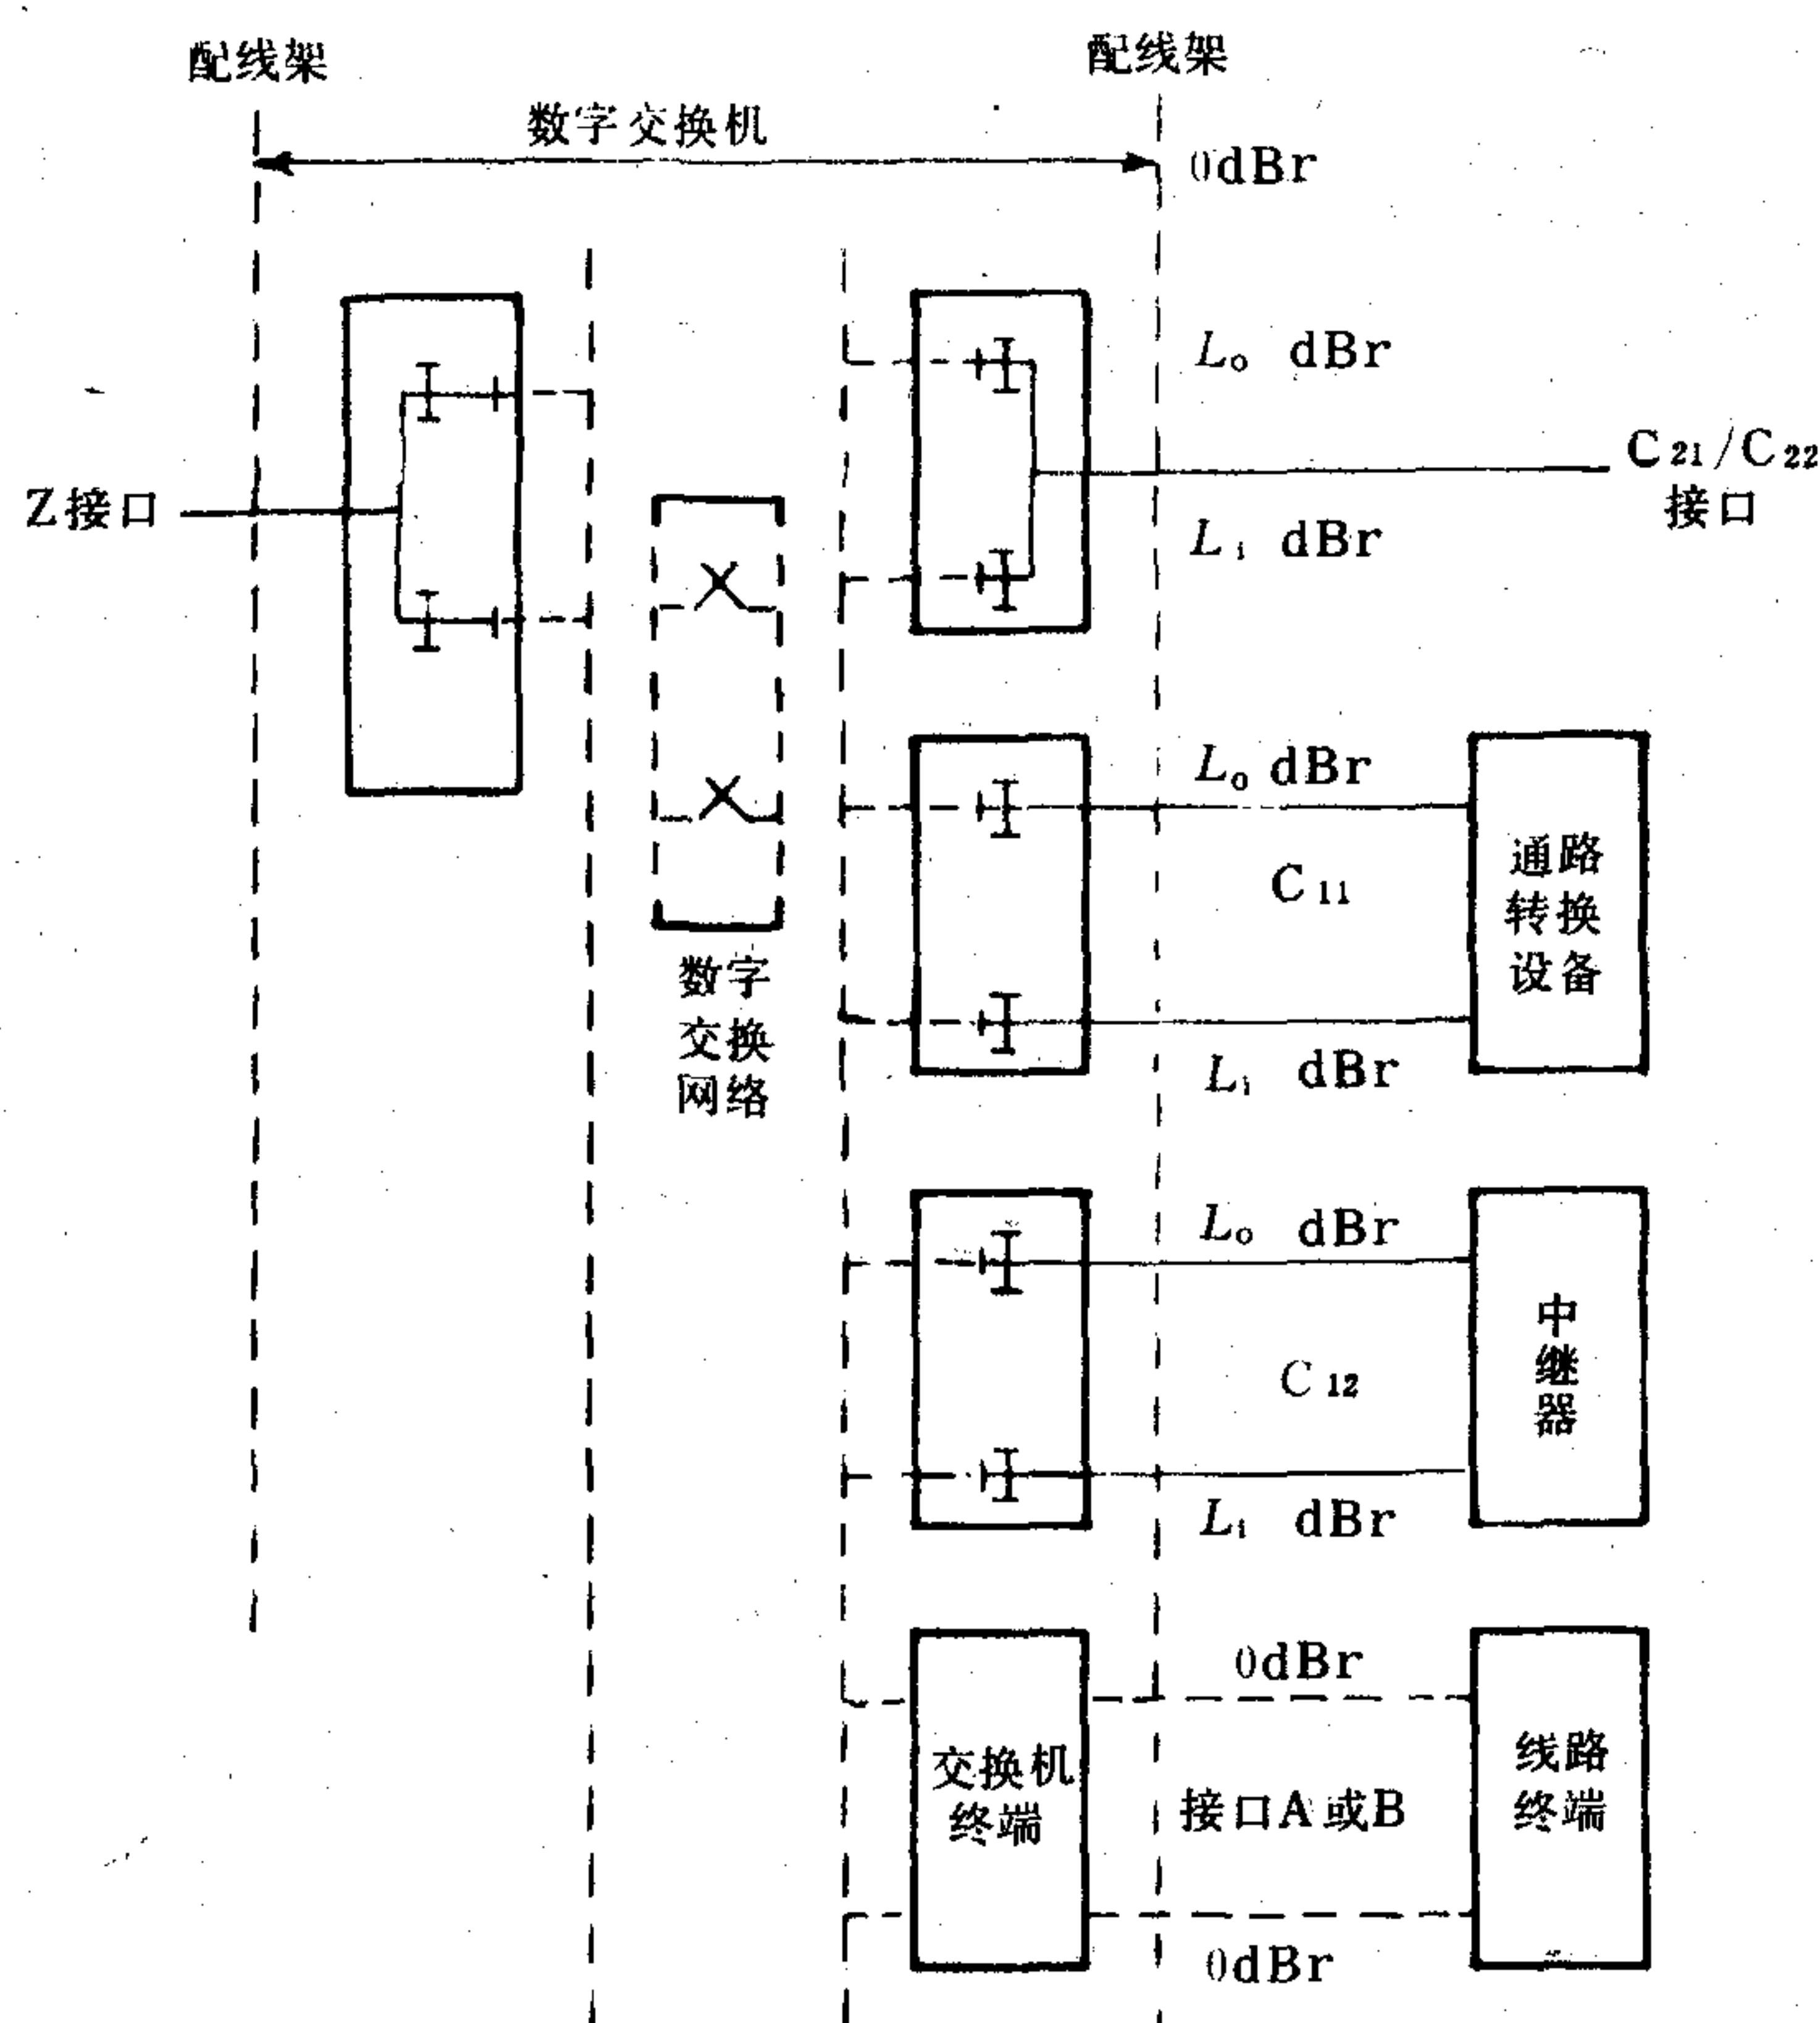 配线架
配线架
数字交换机
0dBr
L₀ dBr
C₂₁/C₂₂
接口
Z接口
Lᵢ dBr
L₀ dBr
通路
转换
设备
C₁₁
数字
交换
网络
Lᵢ dBr
L₀ dBr
中
继
器
C₁₂
Lᵢ dBr
0dBr
交换机
终端
接口A或B
线路
终端
0dBr